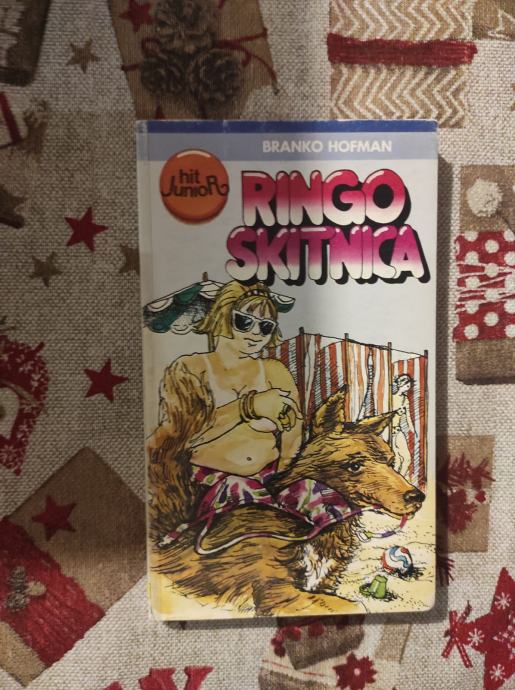 BRANKO HOFMAN
hit
JunioR
RINGO
SKITNICA